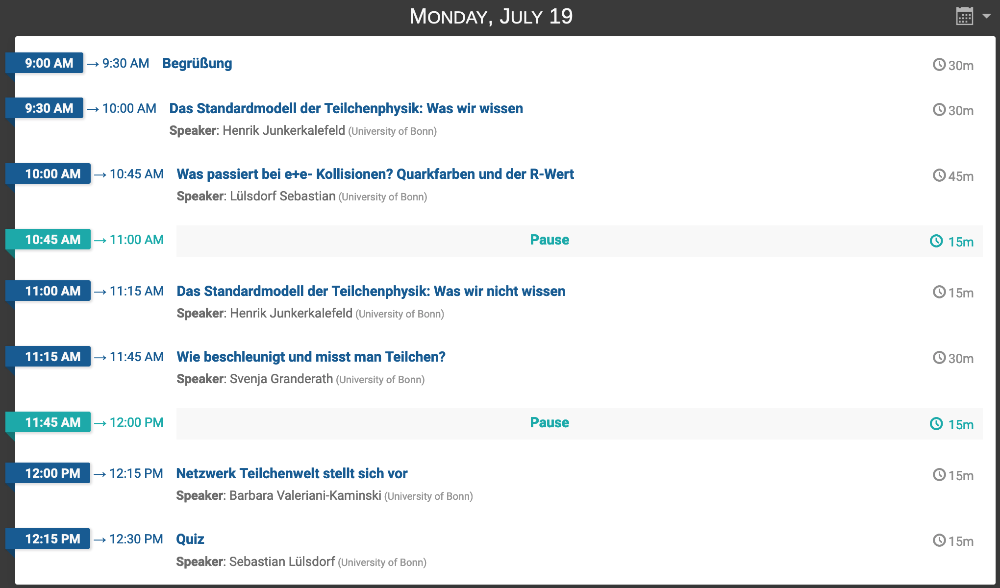 MONDAY, JULY 19
9:00 AM → 9:30 AM Begrüßung 30m
9:30 AM → 10:00 AM Das Standardmodell der Teilchenphysik: Was wir wissen 30m
Speaker: Henrik Junkerkalefeld (University of Bonn)
10:00 AM → 10:45 AM Was passiert bei e+e- Kollisionen? Quarkfarben und der R-Wert 45m
Speaker: Lülsdorf Sebastian (University of Bonn)
10:45 AM → 11:00 AM Pause 15m
11:00 AM → 11:15 AM Das Standardmodell der Teilchenphysik: Was wir nicht wissen 15m
Speaker: Henrik Junkerkalefeld (University of Bonn)
11:15 AM → 11:45 AM Wie beschleunigt und misst man Teilchen? 30m
Speaker: Svenja Granderath (University of Bonn)
11:45 AM → 12:00 PM Pause 15m
12:00 PM → 12:15 PM Netzwerk Teilchenwelt stellt sich vor 15m
Speaker: Barbara Valeriani-Kaminski (University of Bonn)
12:15 PM → 12:30 PM Quiz 15m
Speaker: Sebastian Lülsdorf (University of Bonn)